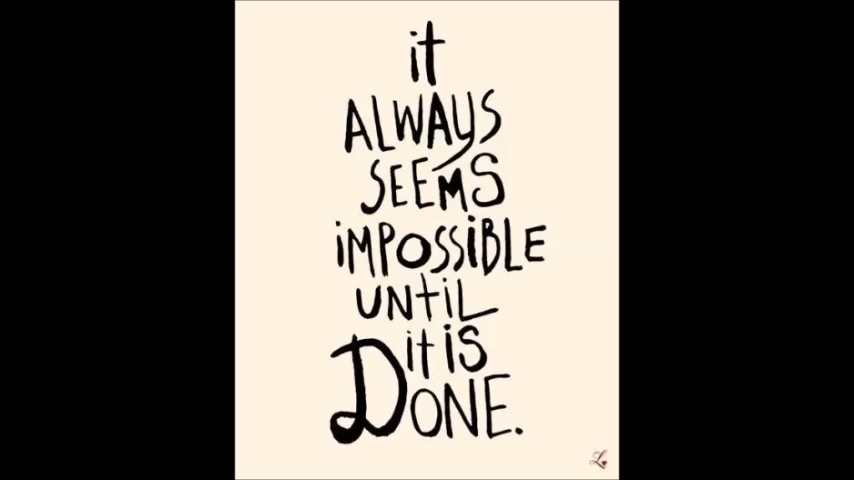 it
ALWAYS
SEEMS
iMPOSSiBLE
UNtiL
it iS
DONE.